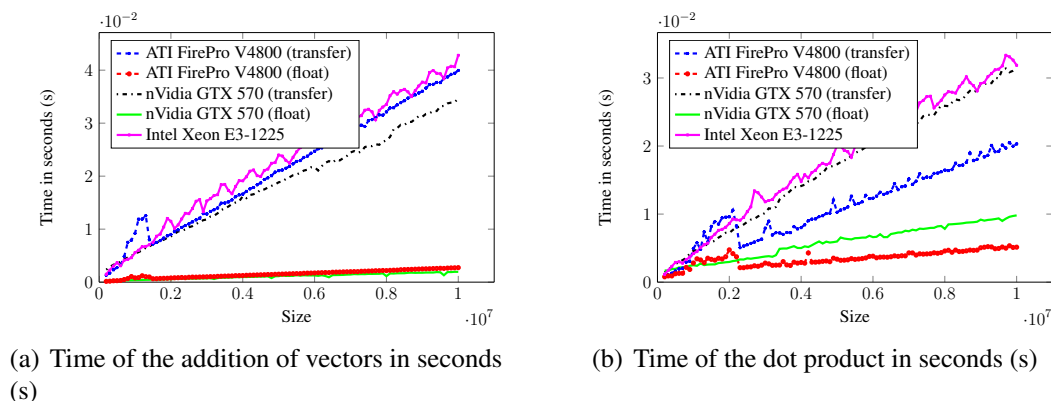 ·10⁻²
4
3
2
1
0
Time in seconds (s)
ATI FirePro V4800 (transfer)
ATI FirePro V4800 (float)
nVidia GTX 570 (transfer)
nVidia GTX 570 (float)
Intel Xeon E3-1225
0.2 0.4 0.6 0.8 1
Size
·10⁷
(a) Time of the addition of vectors in seconds
(s)
·10⁻²
3
2
1
0
Time in seconds (s)
ATI FirePro V4800 (transfer)
ATI FirePro V4800 (float)
nVidia GTX 570 (transfer)
nVidia GTX 570 (float)
Intel Xeon E3-1225
0.2 0.4 0.6 0.8 1
Size
·10⁷
(b) Time of the dot product in seconds (s)